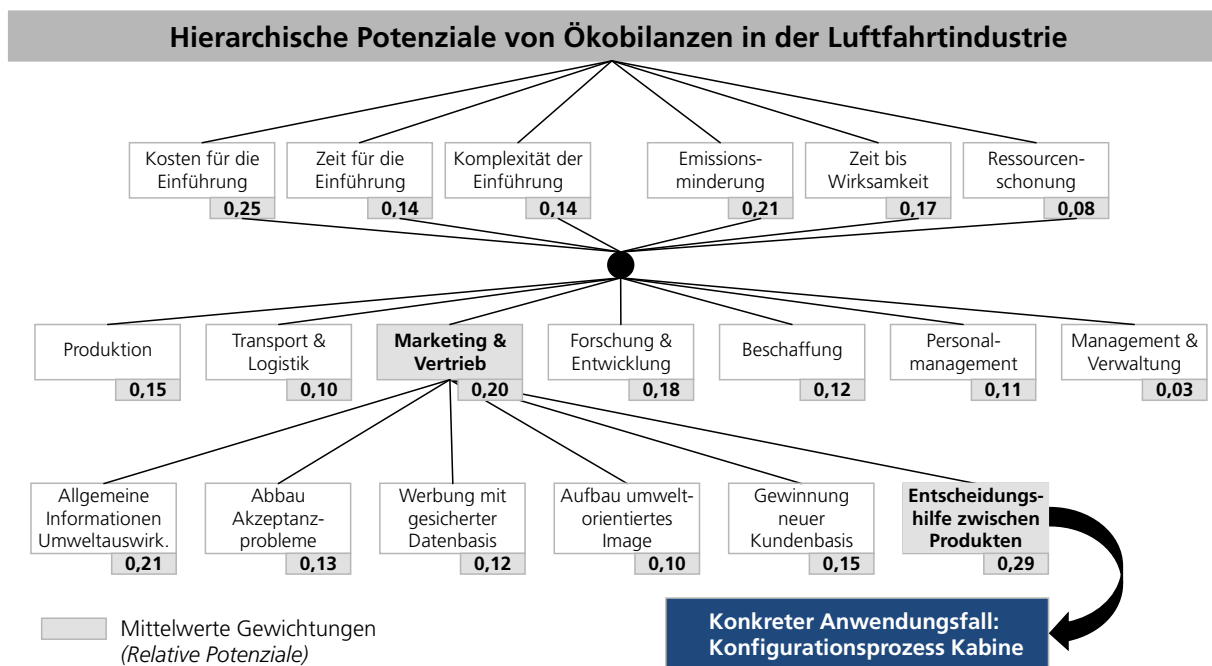 Hierarchische Potenziale von Ökobilanzen in der Luftfahrtindustrie
Kosten für die
Einführung
0,25
Zeit für die
Einführung
0,14
Komplexität der
Einführung
0,14
Emissions-
minderung
0,21
Zeit bis
Wirksamkeit
0,17
Ressourcen-
schonung
0,08
Produktion
0,15
Transport &
Logistik
0,10
Marketing &
Vertrieb
0,20
Forschung &
Entwicklung
0,18
Beschaffung
0,12
Personal-
management
0,11
Management &
Verwaltung
0,03
Allgemeine
Informationen
Umweltauswirk.
0,21
Abbau
Akzeptanz-
probleme
0,13
Werbung mit
gesicherter
Datenbasis
0,12
Aufbau umwelt-
orientiertes
Image
0,10
Gewinnung
neuer
Kundenbasis
0,15
Entscheidungs-
hilfe zwischen
Produkten
0,29
Mittelwerte Gewichtungen
(Relative Potenziale)
Konkreter Anwendungsfall:
Konfigurationsprozess Kabine